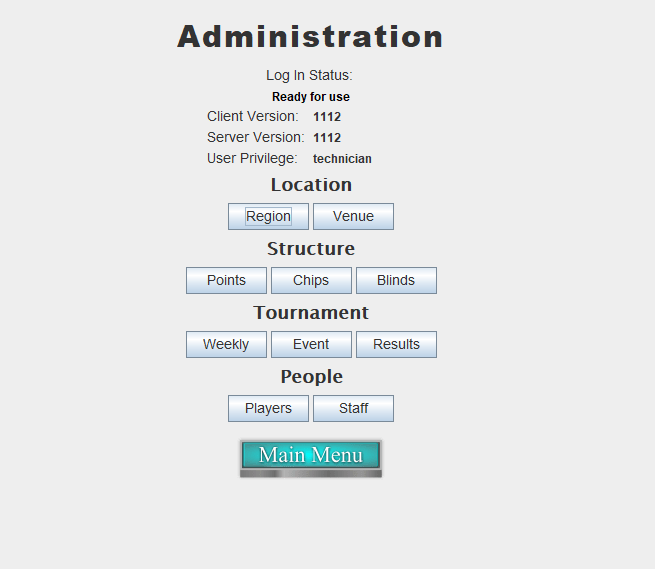 Administration
Log In Status:
Ready for use
Client Version: 1112
Server Version: 1112
User Privilege: technician
Location
Region Venue
Structure
Points Chips Blinds
Tournament
Weekly Event Results
People
Players Staff
Main Menu